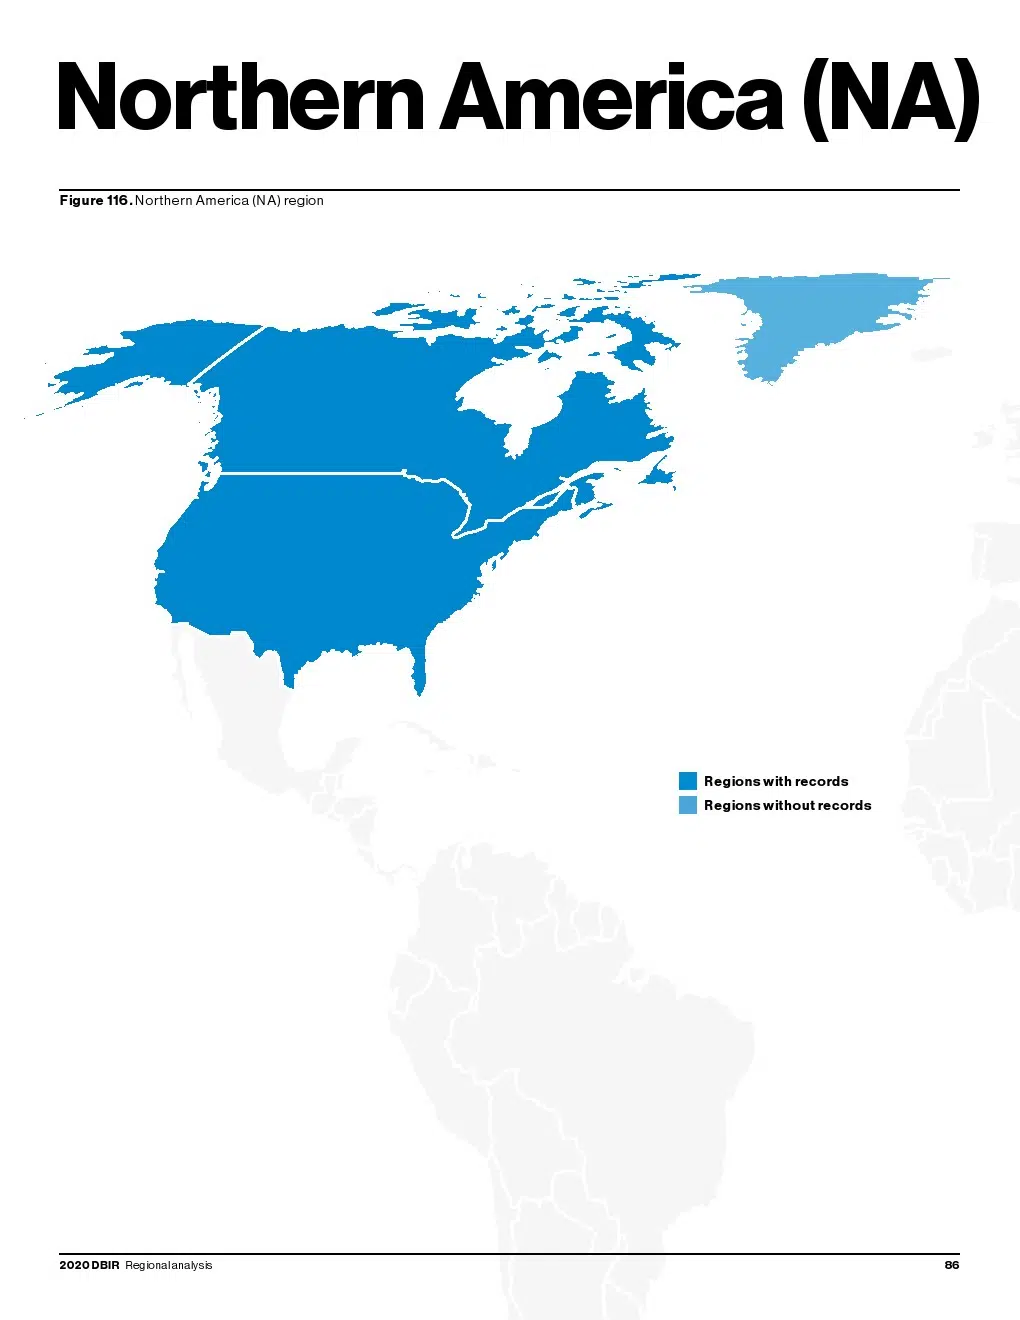 Northern America (NA)
Figure 116. Northern America (NA) region
Regions with records
Regions without records
2020 DBIR Regional analysis
86